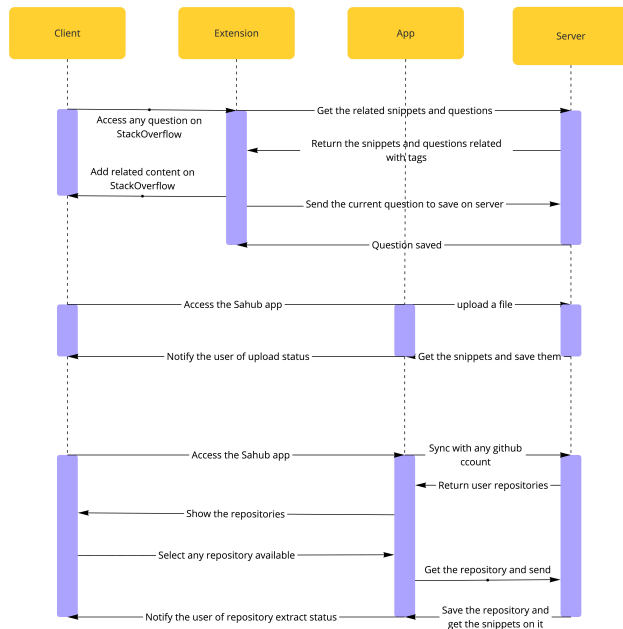 Client
Extension
App
Server
Access any question on
StackOverflow
Get the related snippets and questions
Return the snippets and questions related
with tags
Add related content on
StackOverflow
Send the current question to save on server
Question saved
Access the Sahub app
upload a file
Notify the user of upload status
Get the snippets and save them
Access the Sahub app
Sync with any github
ccount
Return user repositories
Show the repositories
Select any repository available
Get the repository and send
Notify the user of repository extract status
Save the repository and
get the snippets on it